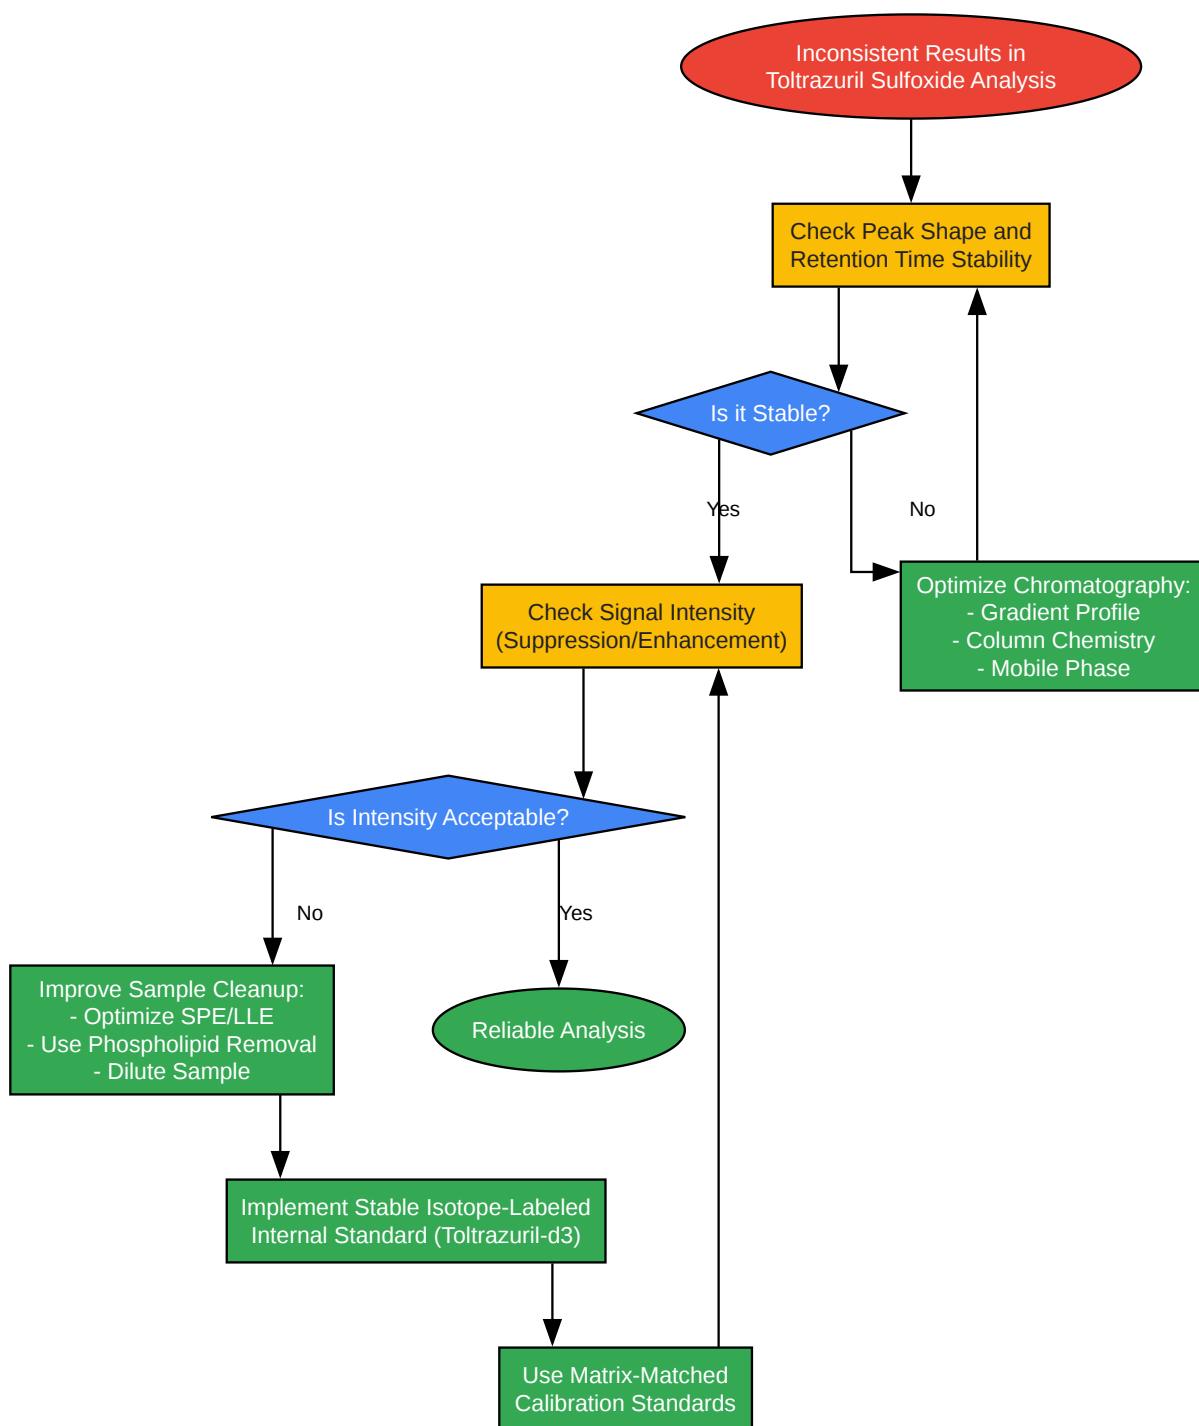 Inconsistent Results in
Toltrazuril Sulfoxide Analysis
Check Peak Shape and
Retention Time Stability
Is it Stable?
Yes
No
Optimize Chromatography:
- Gradient Profile
- Column Chemistry
- Mobile Phase
Check Signal Intensity
(Suppression/Enhancement)
Is Intensity Acceptable?
No
Yes
Improve Sample Cleanup:
- Optimize SPE/LLE
- Use Phospholipid Removal
- Dilute Sample
Reliable Analysis
Implement Stable Isotope-Labeled
Internal Standard (Toltrazuril-d3)
Use Matrix-Matched
Calibration Standards